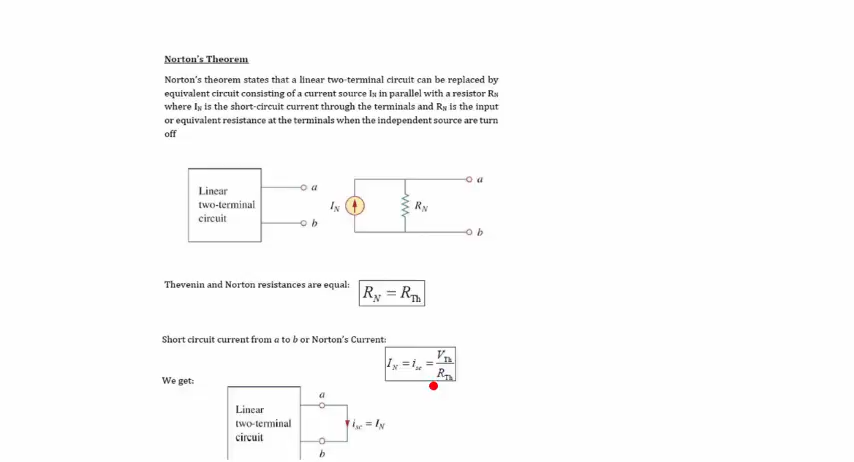 Norton's Theorem
Norton's theorem states that a linear two-terminal circuit can be replaced by
equivalent circuit consisting of a current source IN in parallel with a resistor RN
where IN is the short-circuit current through the terminals and RN is the input
or equivalent resistance at the terminals when the independent source are turn
off
Linear
two-terminal
circuit
a
b
IN
RN
a
b
Thevenin and Norton resistances are equal:
RN = RTh
Short circuit current from a to b or Norton's Current:
IN = isc = VTh / RTh
We get:
Linear
two-terminal
circuit
a
b
isc = IN